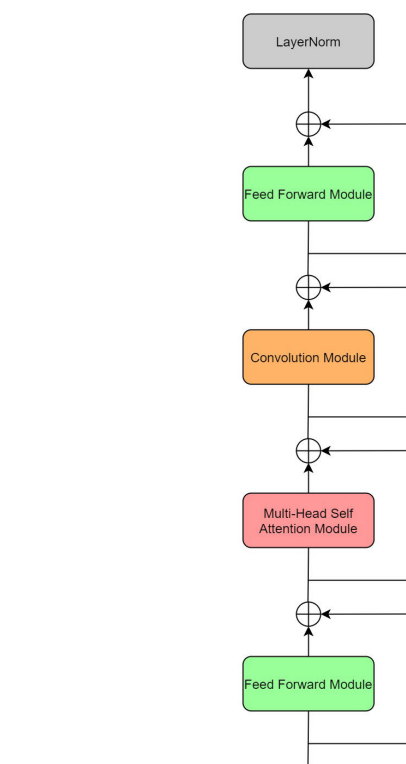 LayerNorm
Feed Forward Module
Convolution Module
Multi-Head Self
Attention Module
Feed Forward Module